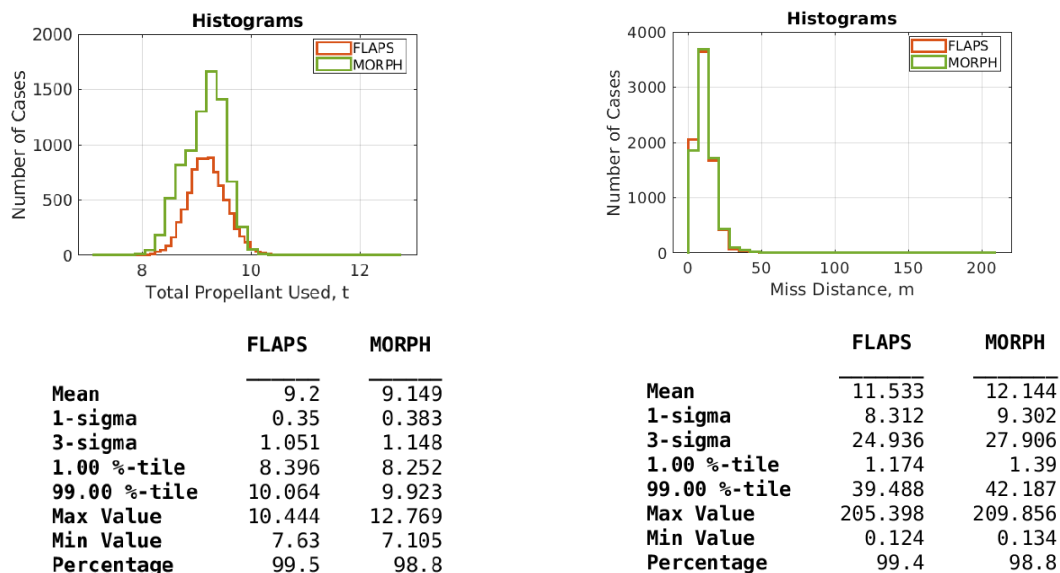 Histograms
2000
1500
1000
500
0
Number of Cases
FLAPS
MORPH
8 10 12
Total Propellant Used, t
FLAPS MORPH
Mean 9.2 9.149
1-sigma 0.35 0.383
3-sigma 1.051 1.148
1.00 %-tile 8.396 8.252
99.00 %-tile 10.064 9.923
Max Value 10.444 12.769
Min Value 7.63 7.105
Percentage 99.5 98.8
Histograms
4000
3000
2000
1000
0
Number of Cases
FLAPS
MORPH
0 50 100 150 200
Miss Distance, m
FLAPS MORPH
Mean 11.533 12.144
1-sigma 8.312 9.302
3-sigma 24.936 27.906
1.00 %-tile 1.174 1.39
99.00 %-tile 39.488 42.187
Max Value 205.398 209.856
Min Value 0.124 0.134
Percentage 99.4 98.8